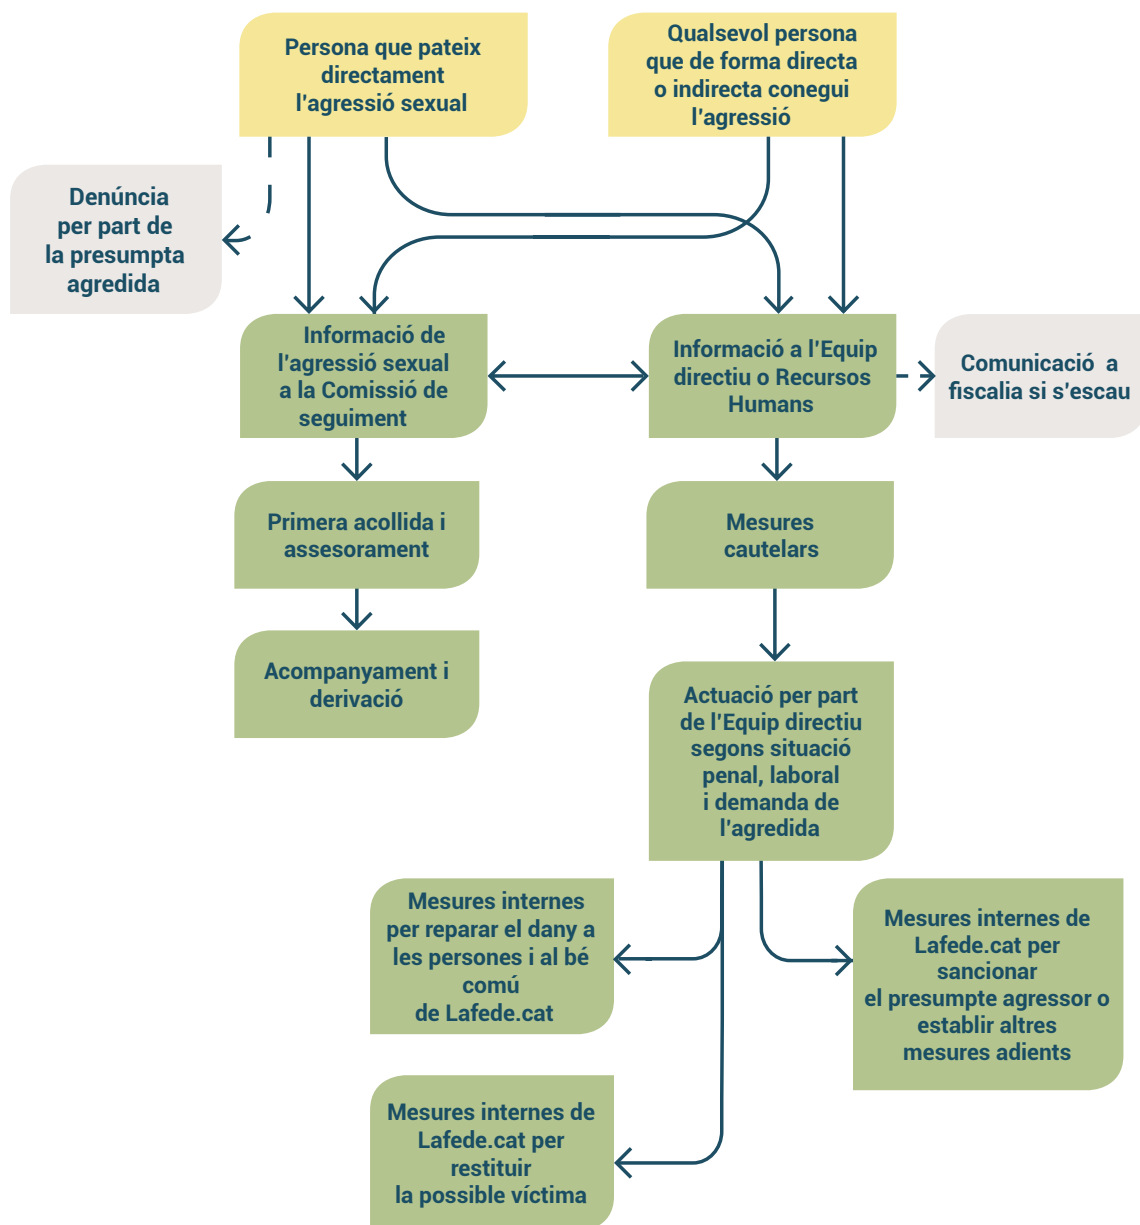 Persona que pateix
directament
l'agressió sexual
Qualsevol persona
que de forma directa
o indirecta conegui
l'agressió
Denúncia
per part de
la presumpta
agredida
Informació de
l'agressió sexual
a la Comissió de
seguiment
Informació a l'Equip
directiu o Recursos
Humans
Comunicació a
fiscalia si s'escau
Primera acollida i
assesorament
Mesures
cautelars
Acompanyament i
derivació
Actuació per part
de l'Equip directiu
segons situació
penal, laboral
i demanda de
l'agredida
Mesures internes
per reparar el dany a
les persones i al bé
comú
de Lafede.cat
Mesures internes de
Lafede.cat per
sancionar
el presumpte agressor o
establir altres
mesures adients
Mesures internes de
Lafede.cat per
restituir
la possible víctima